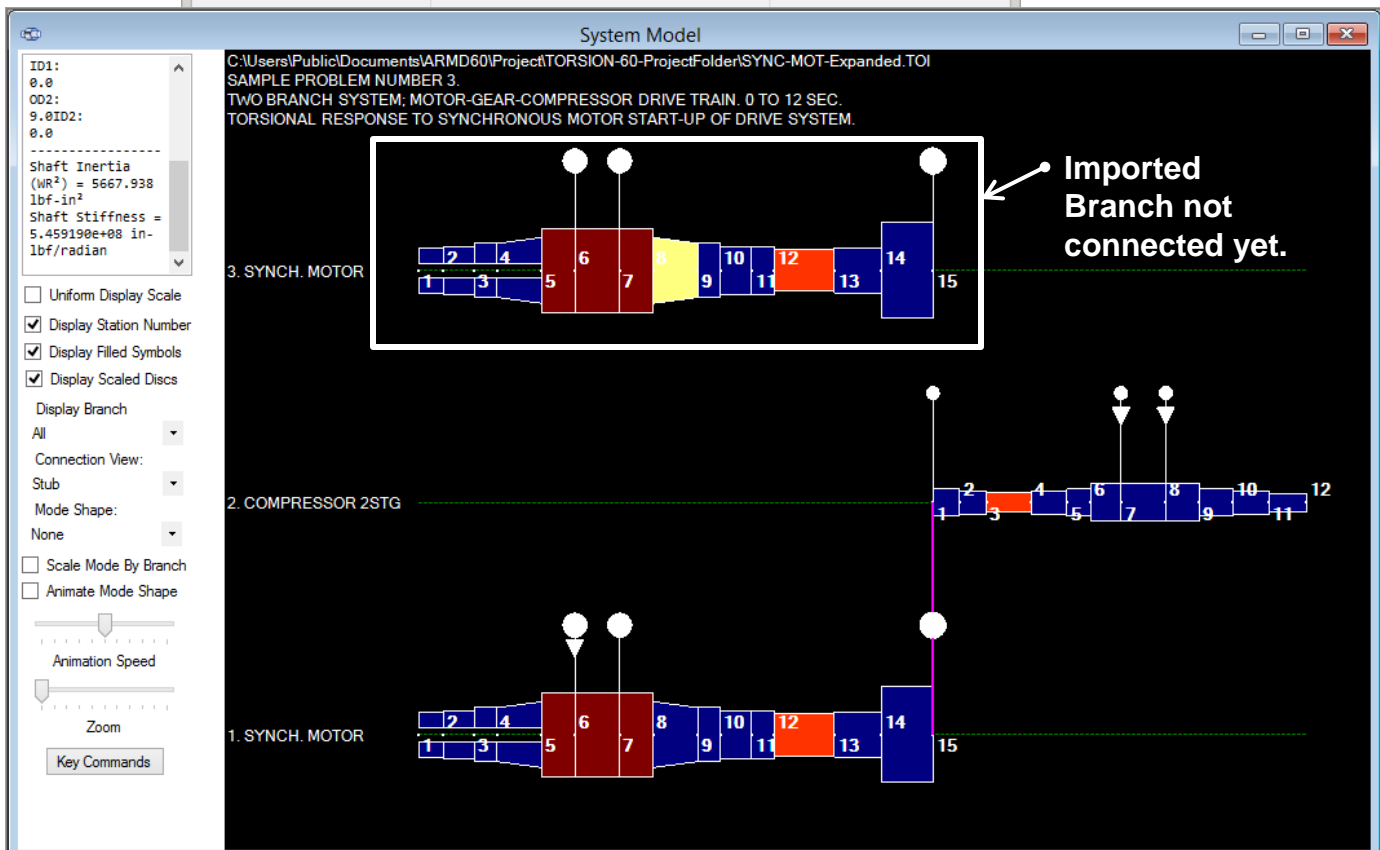 System Model
ID1:
0.0
OD2:
9.0ID2:
0.0
-----------------
Shaft Inertia
(WR²) = 5667.938
lbf-in²
Shaft Stiffness =
5.459190e+08 in-
lbf/radian
Uniform Display Scale
Display Station Number
Display Filled Symbols
Display Scaled Discs
Display Branch
All
Connection View:
Stub
Mode Shape:
None
Scale Mode By Branch
Animate Mode Shape
Animation Speed
Zoom
Key Commands
C:\Users\Public\Documents\ARMD60\Project\TORSION-60-ProjectFolder\SYNC-MOT-Expanded.TOI
SAMPLE PROBLEM NUMBER 3.
TWO BRANCH SYSTEM; MOTOR-GEAR-COMPRESSOR DRIVE TRAIN. 0 TO 12 SEC.
TORSIONAL RESPONSE TO SYNCHRONOUS MOTOR START-UP OF DRIVE SYSTEM.
Imported
Branch not
connected yet.
3. SYNCH. MOTOR
1 2 3 4 5 6 7 8 9 10 11 12 13 14 15
2. COMPRESSOR 2STG
1 2 3 4 5 6 7 8 9 10 11 12
1. SYNCH. MOTOR
1 2 3 4 5 6 7 8 9 10 11 12 13 14 15